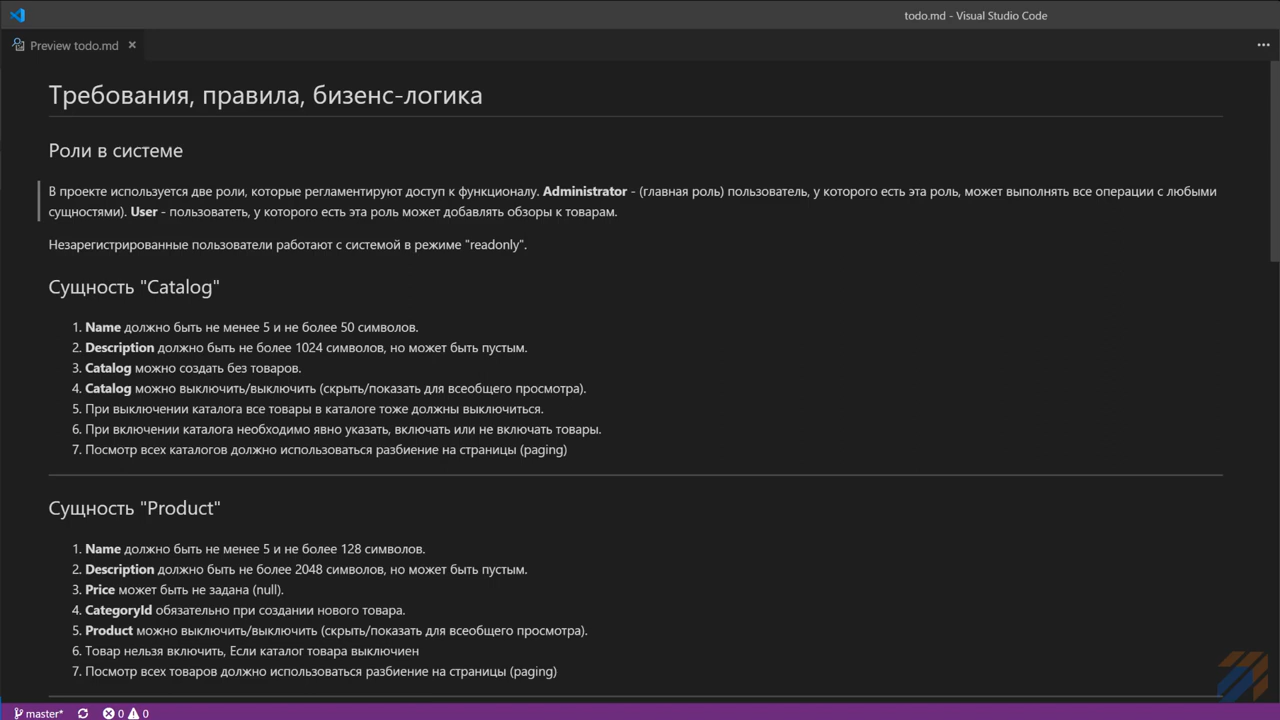 todo.md - Visual Studio Code
Preview todo.md
Требования, правила, бизенс-логика
Роли в системе
В проекте используется две роли, которые регламентируют доступ к функционалу. Administrator - (главная роль) пользователь, у которого есть эта роль, может выполнять все операции с любыми
сущностями). User - пользоватеть, у которого есть эта роль может добавлять обзоры к товарам.
Незарегистрированные пользователи работают с системой в режиме "readonly".
Сущность "Catalog"
1. Name должно быть не менее 5 и не более 50 символов.
2. Description должно быть не более 1024 символов, но может быть пустым.
3. Catalog можно создать без товаров.
4. Catalog можно выключить/выключить (скрыть/показать для всеобщего просмотра).
5. При выключении каталога все товары в каталоге тоже должны выключиться.
6. При включении каталога необходимо явно указать, включать или не включать товары.
7. Посмотр всех каталогов должно использоваться разбиение на страницы (paging)
Сущность "Product"
1. Name должно быть не менее 5 и не более 128 символов.
2. Description должно быть не более 2048 символов, но может быть пустым.
3. Price может быть не задана (null).
4. CategoryId обязательно при создании нового товара.
5. Product можно выключить/выключить (скрыть/показать для всеобщего просмотра).
6. Товар нельзя включить, Если каталог товара выключиен
7. Посмотр всех товаров должно использоваться разбиение на страницы (paging)
master* 0 0